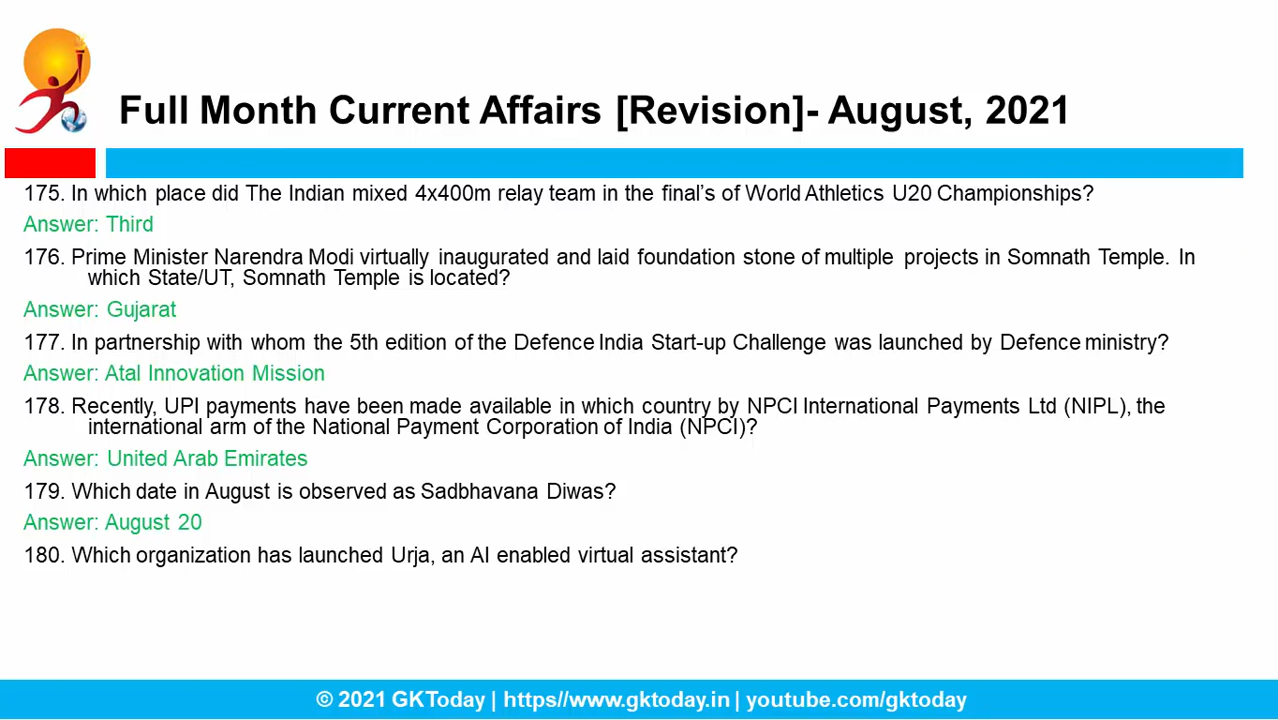 Full Month Current Affairs [Revision]- August, 2021
175. In which place did The Indian mixed 4x400m relay team in the final's of World Athletics U20 Championships?
Answer: Third
176. Prime Minister Narendra Modi virtually inaugurated and laid foundation stone of multiple projects in Somnath Temple. In
which State/UT, Somnath Temple is located?
Answer: Gujarat
177. In partnership with whom the 5th edition of the Defence India Start-up Challenge was launched by Defence ministry?
Answer: Atal Innovation Mission
178. Recently, UPI payments have been made available in which country by NPCI International Payments Ltd (NIPL), the
international arm of the National Payment Corporation of India (NPCI)?
Answer: United Arab Emirates
179. Which date in August is observed as Sadbhavana Diwas?
Answer: August 20
180. Which organization has launched Urja, an AI enabled virtual assistant?
© 2021 GKToday | https//www.gktoday.in | youtube.com/gktoday